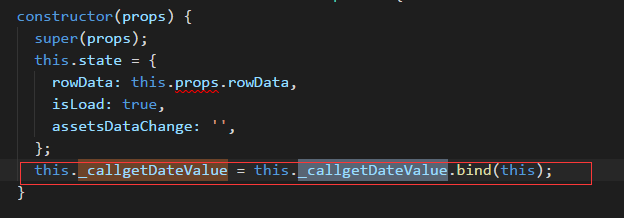 constructor(props) {
super(props);
this.state = {
rowData: this.props.rowData,
isLoad: true,
assetsDataChange: '',
};
this._callgetDateValue = this._callgetDateValue.bind(this);
}